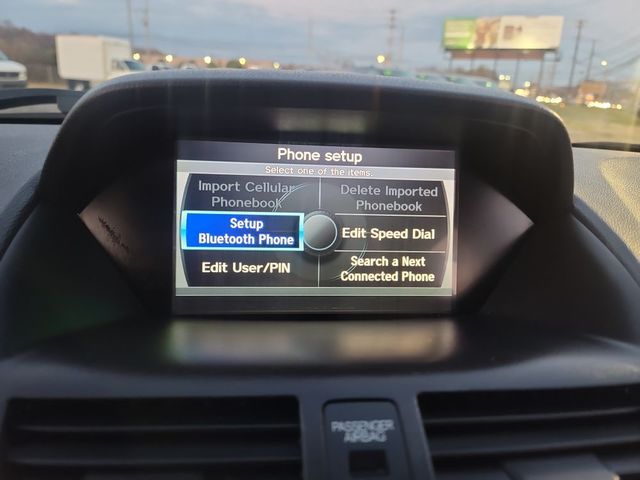 Phone setup
Select one of the items.
Import Cellular
Phonebook
Delete Imported
Phonebook
Setup
Bluetooth Phone
Edit Speed Dial
Edit User/PIN
Search a Next
Connected Phone
PASSENGER
AIRBAG